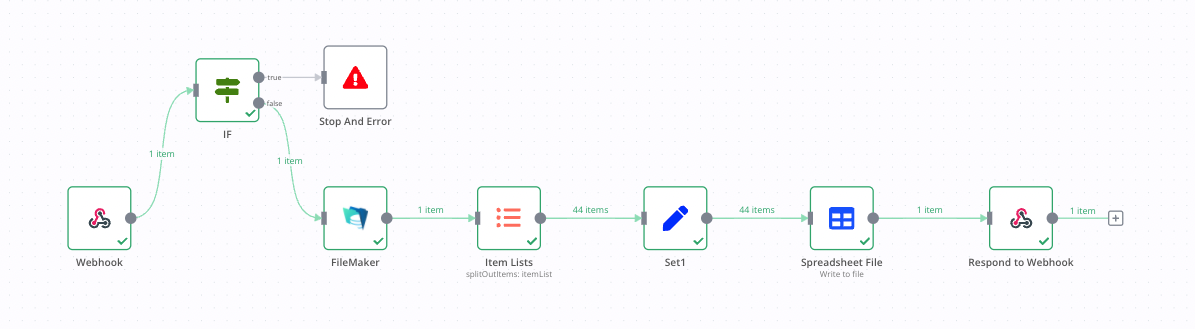 true
false
Stop And Error
IF
1 item
1 item
1 item
44 items
44 items
1 item
1 item
Webhook
FileMaker
Item Lists
splitOutItems: itemList
Set1
Spreadsheet File
Write to file
Respond to Webhook